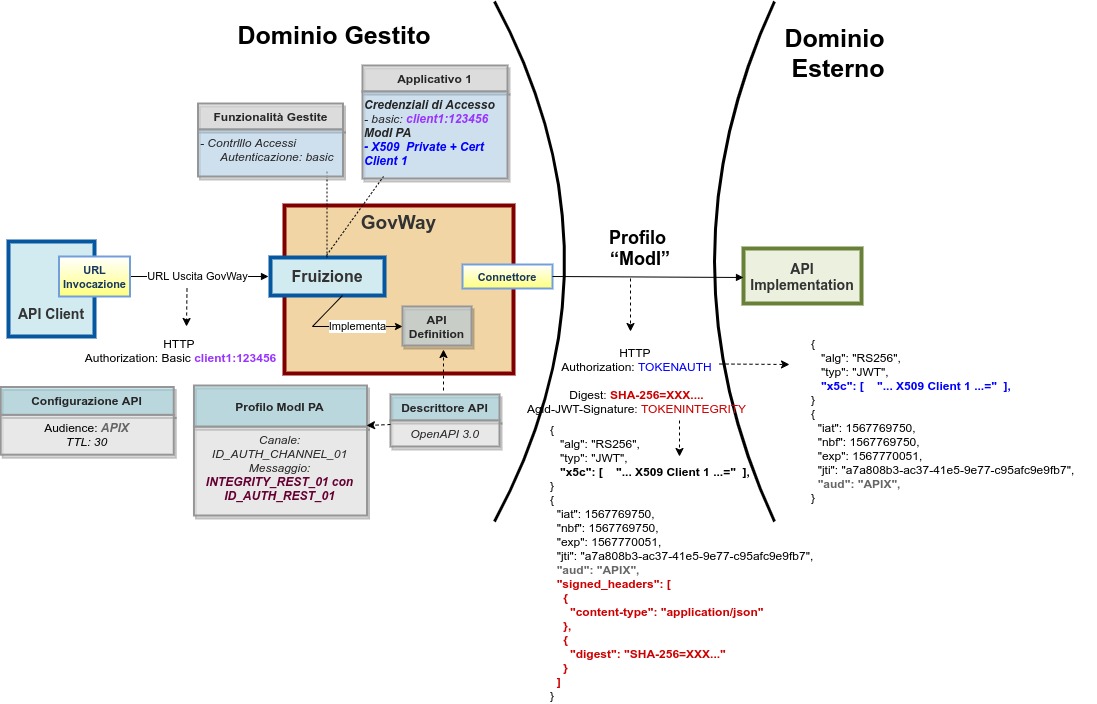 Dominio Gestito
Dominio
Esterno
Applicativo 1
Credenziali di Accesso
- basic: client1:123456
ModI PA
- X509  Private + Cert
Client 1
Funzionalità Gestite
- Contrllo Accessi
Autenticazione: basic
GovWay
Profilo
“ModI”
URL
Invocazione
API Client
URL Uscita GovWay
Fruizione
Connettore
API
Implementation
Implementa
API
Definition
HTTP
Authorization: Basic client1:123456
HTTP
Authorization: TOKENAUTH
Digest: SHA-256=XXX....
Agid-JWT-Signature: TOKENINTEGRITY
Configurazione API
Audience: APIX
TTL: 30
Profilo ModI PA
Canale:
ID_AUTH_CHANNEL_01
Messaggio:
INTEGRITY_REST_01 con
ID_AUTH_REST_01
Descrittore API
OpenAPI 3.0
{
"alg": "RS256",
"typ": "JWT",
"x5c": [    "... X509 Client 1 ...="  ],
}
{
"iat": 1567769750,
"nbf": 1567769750,
"exp": 1567770051,
"jti": "a7a808b3-ac37-41e5-9e77-c95afc9e9fb7",
"aud": "APIX",
"signed_headers": [
{
"content-type": "application/json"
},
{
"digest": "SHA-256=XXX..."
}
]
}
{
"alg": "RS256",
"typ": "JWT",
"x5c": [    "... X509 Client 1 ...="  ],
}
{
"iat": 1567769750,
"nbf": 1567769750,
"exp": 1567770051,
"jti": "a7a808b3-ac37-41e5-9e77-c95afc9e9fb7",
"aud": "APIX",
}